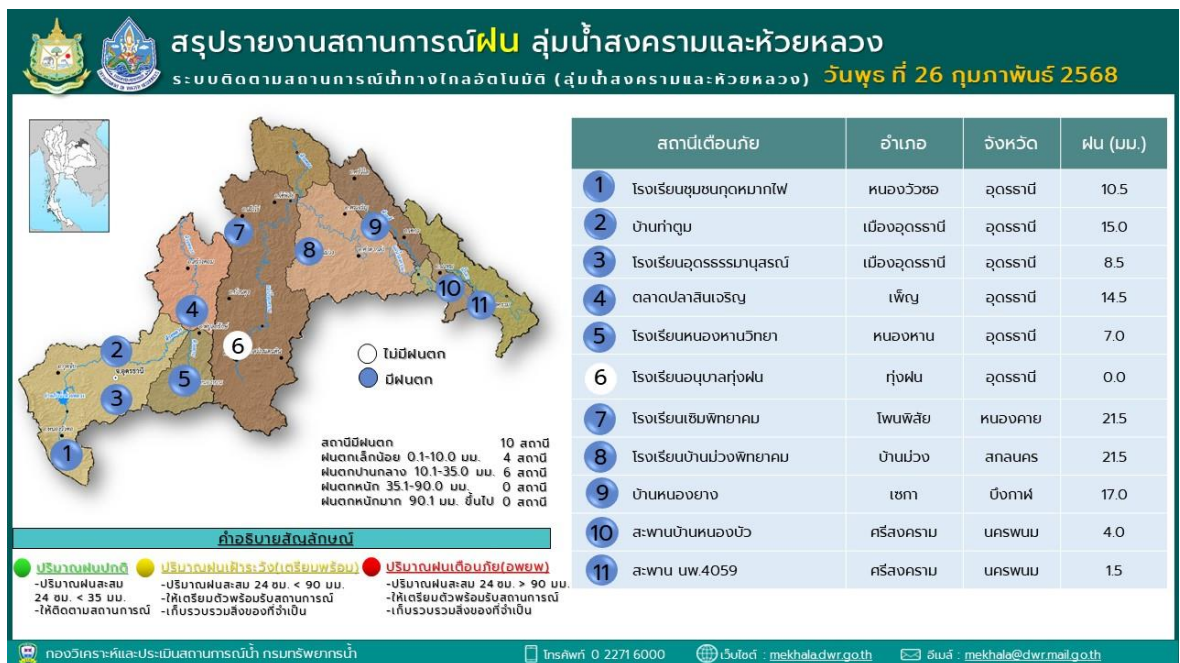 สรุปรายงานสถานการณ์ฝน ลุ่มน้ำสงครามและห้วยหลวง
ระบบติดตามสถานการณ์น้ำทางไกลอัตโนมัติ (ลุ่มน้ำสงครามและห้วยหลวง) วันพุธ ที่ 26 กุมภาพันธ์ 2568
สถานีเตือนภัย อำเภอ จังหวัด ฝน (มม.)
1 โรงเรียนชุมชนกุดหมากไฟ หนองวัวซอ อุดรธานี 10.5
2 บ้านท่าตูม เมืองอุดรธานี อุดรธานี 15.0
3 โรงเรียนอุดรธรรมานุสรณ์ เมืองอุดรธานี อุดรธานี 8.5
4 ตลาดปลาสินเจริญ เพ็ญ อุดรธานี 14.5
5 โรงเรียนหนองหานวิทยา หนองหาน อุดรธานี 7.0
6 โรงเรียนอนุบาลทุ่งฝน ทุ่งฝน อุดรธานี 0.0
7 โรงเรียนเซิมพิทยาคม โพนพิสัย หนองคาย 21.5
8 โรงเรียนบ้านม่วงพิทยาคม บ้านม่วง สกลนคร 21.5
9 บ้านหนองยาง เซกา บึงกาฬ 17.0
10 สะพานบ้านหนองบัว ศรีสงคราม นครพนม 4.0
11 สะพาน นพ.4059 ศรีสงคราม นครพนม 1.5
7
8
9
10
11
4
6
2
5
3
1
จ.อุดรธานี
ไม่มีฝนตก
มีฝนตก
สถานีมีฝนตก 10 สถานี
ฝนตกเล็กน้อย 0.1-10.0 มม. 4 สถานี
ฝนตกปานกลาง 10.1-35.0 มม. 6 สถานี
ฝนตกหนัก 35.1-90.0 มม. 0 สถานี
ฝนตกหนักมาก 90.1 มม. ขึ้นไป 0 สถานี
คำอธิบายสัญลักษณ์
ปริมาณฝนปกติ
-ปริมาณฝนสะสม
24 ชม. < 35 มม.
-ให้ติดตามสถานการณ์
ปริมาณฝนเฝ้าระวัง(เตรียมพร้อม)
-ปริมาณฝนสะสม 24 ชม. < 90 มม.
-ให้เตรียมตัวพร้อมรับสถานการณ์
-เก็บรวบรวมสิ่งของที่จำเป็น
ปริมาณฝนเตือนภัย(อพยพ)
-ปริมาณฝนสะสม 24 ชม. > 90 มม.
-ให้เตรียมตัวพร้อมรับสถานการณ์
-เก็บรวบรวมสิ่งของที่จำเป็น
กองวิเคราะห์และประเมินสถานการณ์น้ำ กรมทรัพยากรน้ำ โทรศัพท์ 0 2271 6000 เว็บไซต์ : mekhala.dwr.go.th อีเมล์ : mekhala@dwr.mail.go.th